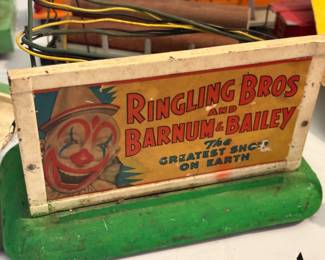 RINGLING BROS
AND
BARNUM & BAILEY
The
GREATEST SHOW
ON EARTH